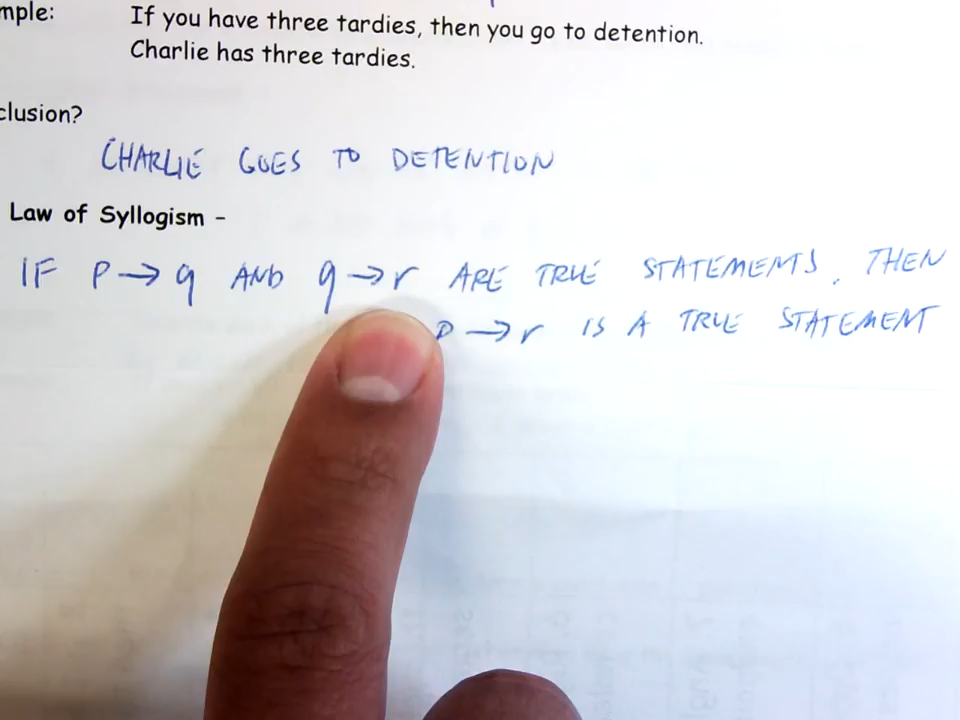 mple: If you have three tardies, then you go to detention.
Charlie has three tardies.
clusion?
CHARLIE GOES TO DETENTION
Law of Syllogism -
IF P → q AND q → r ARE TRUE STATEMENTS, THEN
P → r IS A TRUE STATEMENT